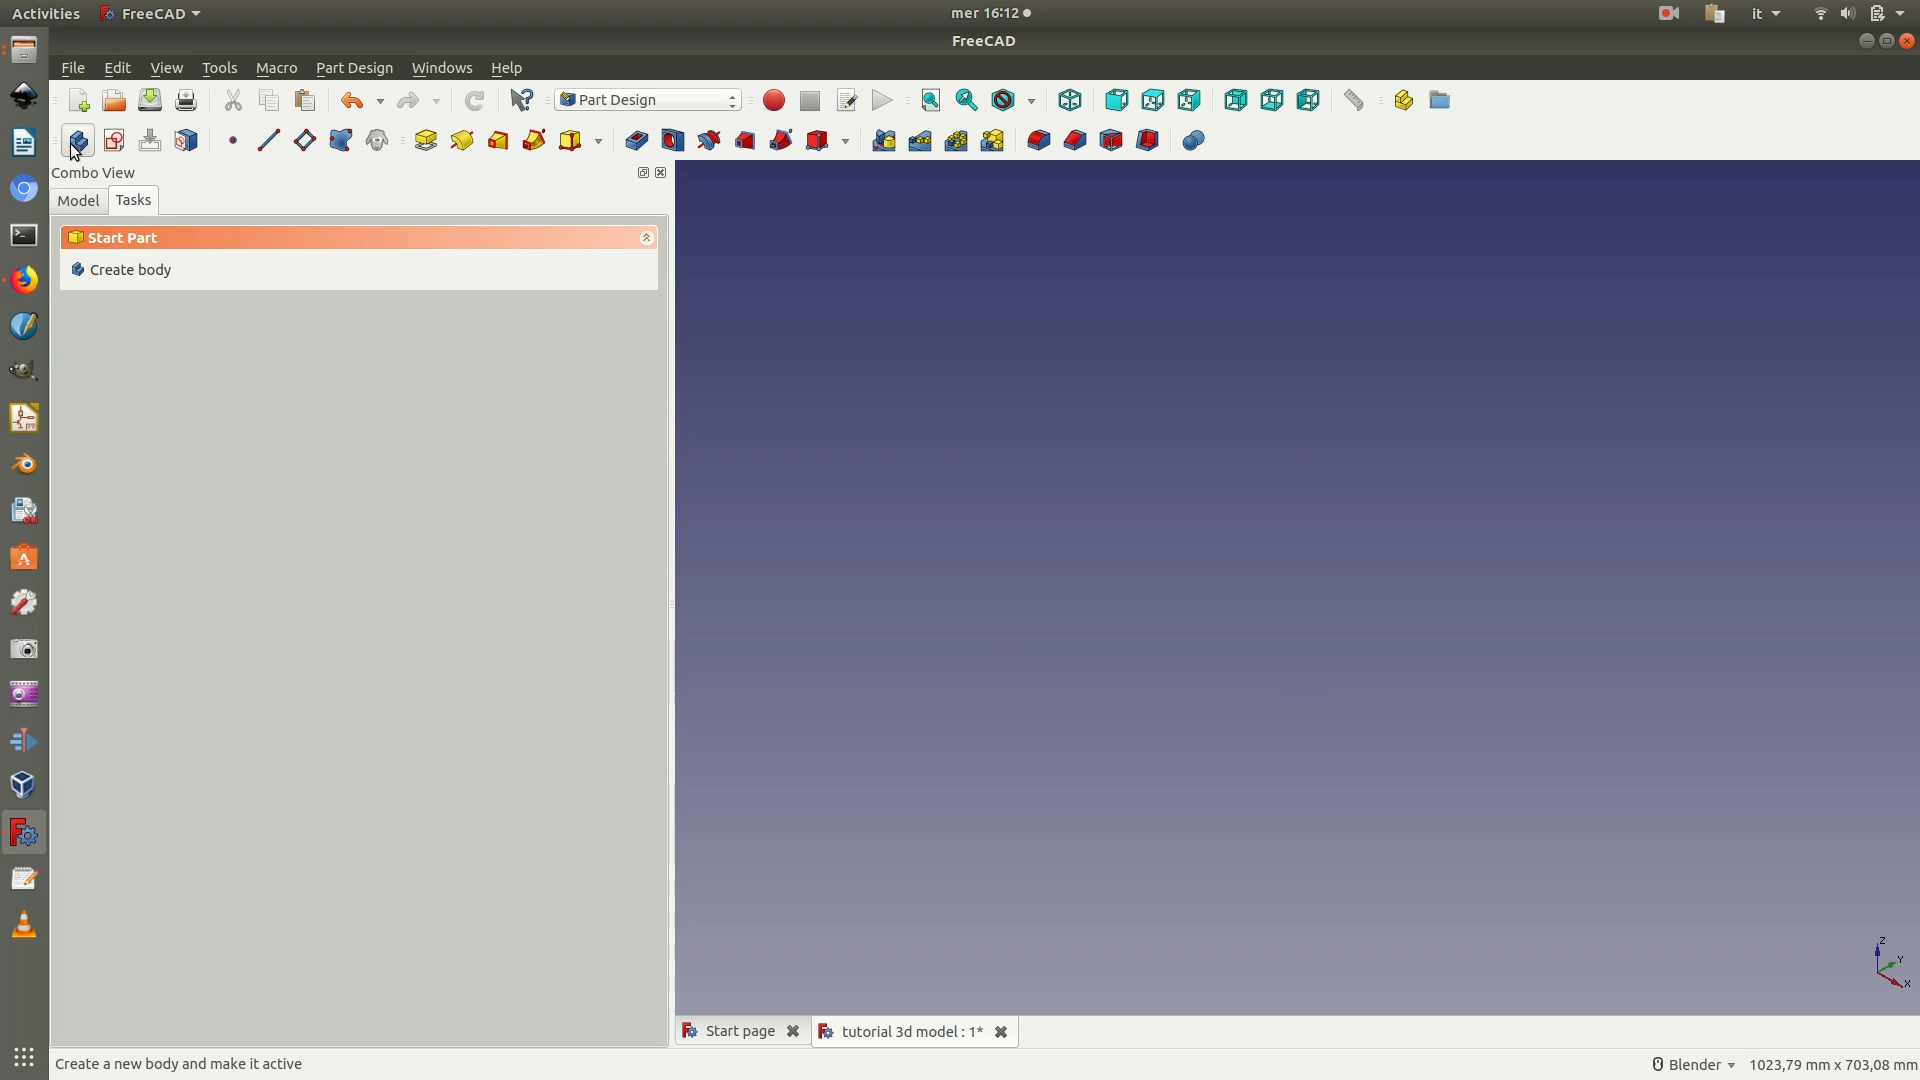 Activities FreeCAD mer 16:12 it
FreeCAD
File Edit View Tools Macro Part Design Windows Help
Part Design
Combo View
Model Tasks
Start Part
Create body
Z
Y
X
Start page tutorial 3d model : 1*
Create a new body and make it active Blender 1023,79 mm x 703,08 mm